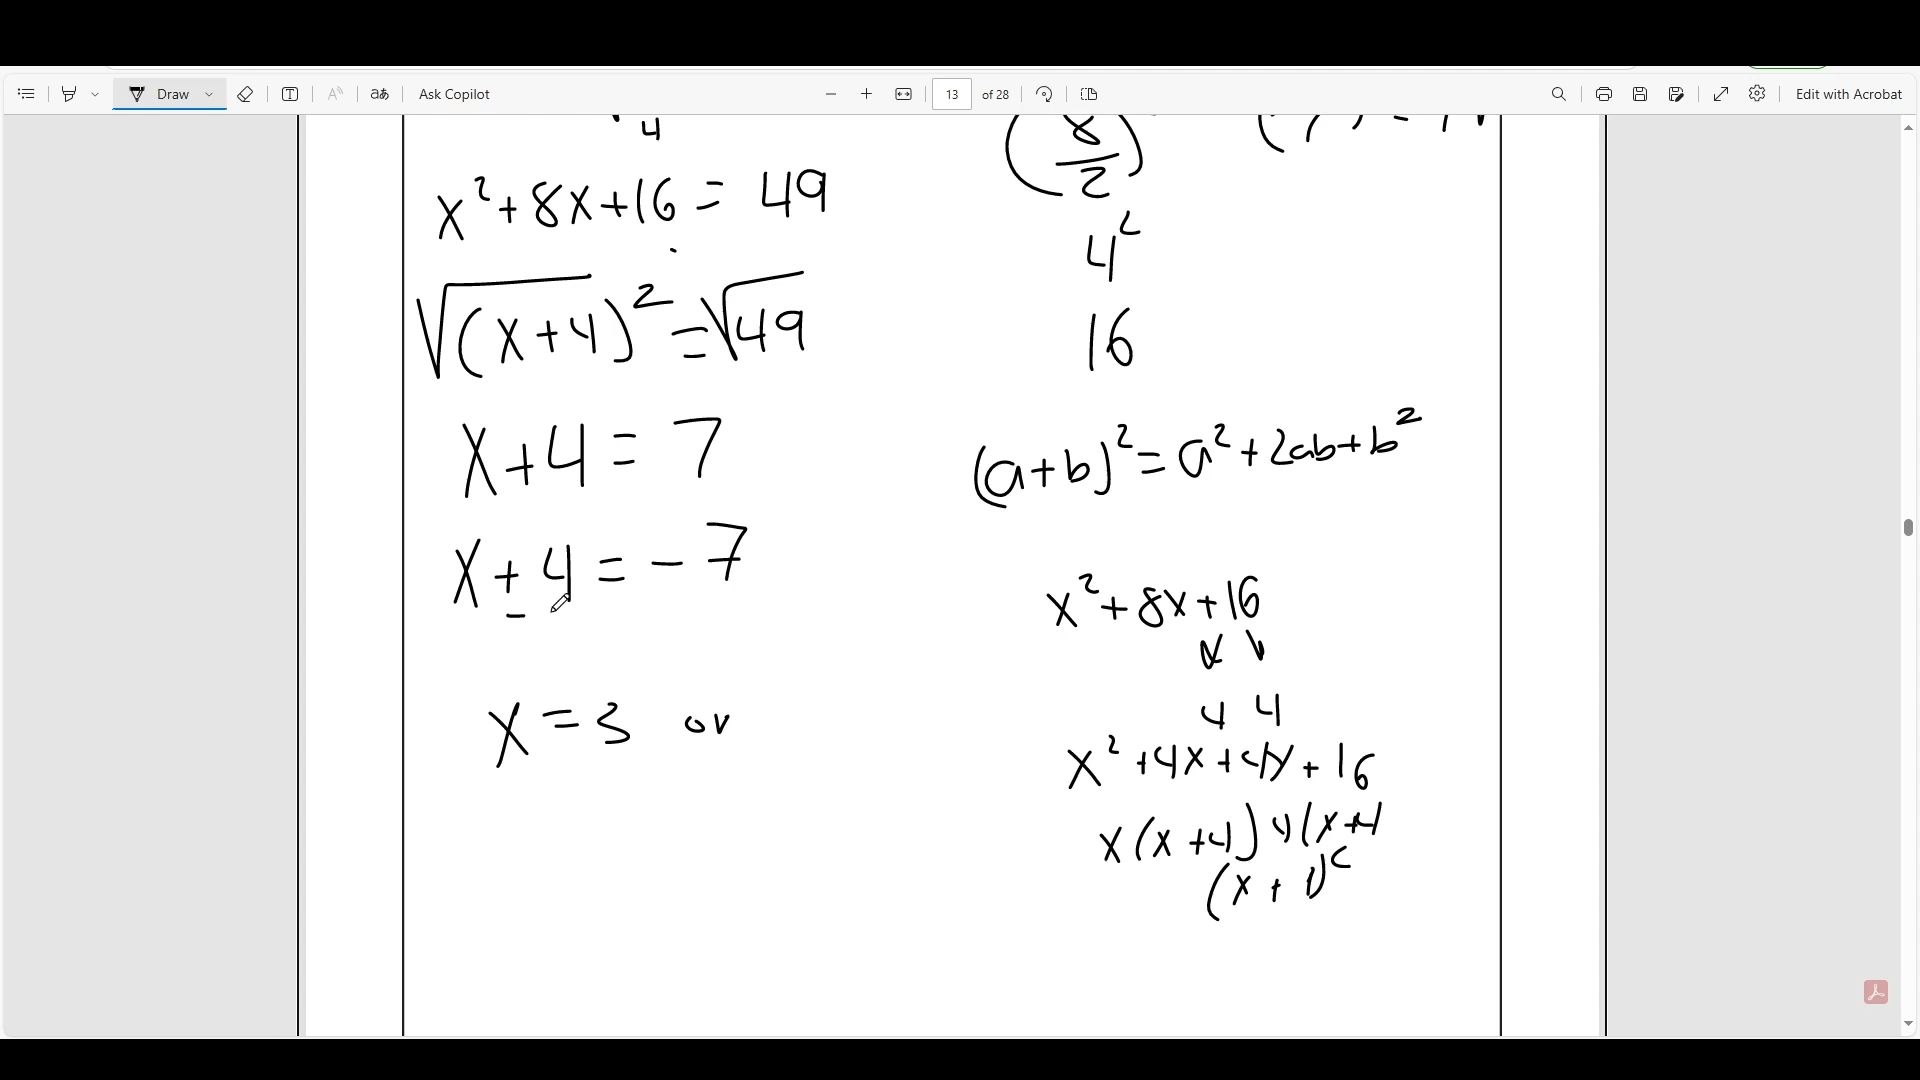 Draw
Ask Copilot
13 of 28
Edit with Acrobat
4
x² + 8x + 16 = 49
√(x + 4)² = √49
x + 4 = 7
x + 4 = - 7
-
x = 3 or
(8/2)
4²
16
(a + b)² = a² + 2ab + b²
x² + 8x + 16
4 4
x² + 4x + 4x + 16
x(x + 4) 4(x + 4